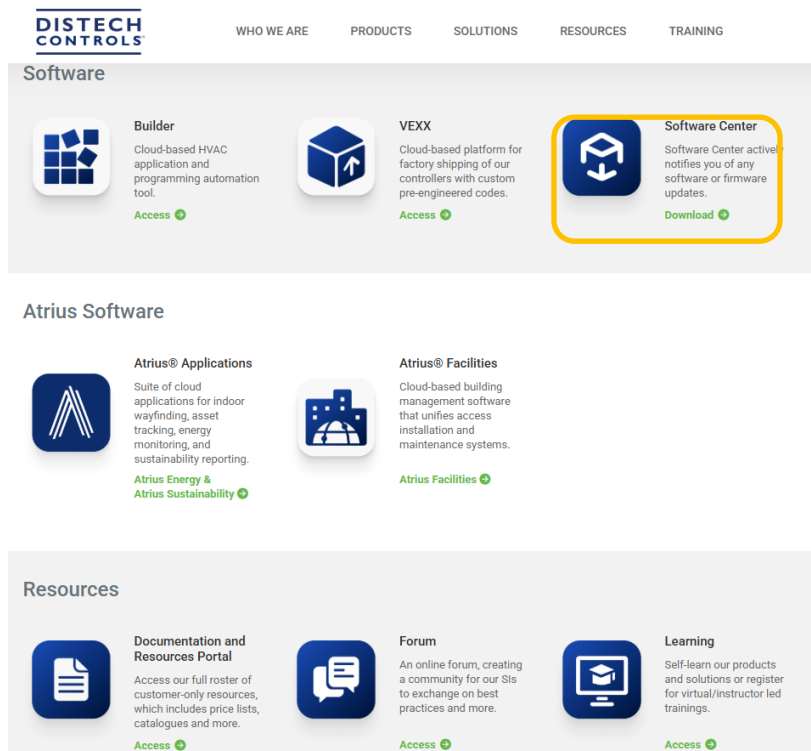 DISTECH
CONTROLS™
WHO WE ARE
PRODUCTS
SOLUTIONS
RESOURCES
TRAINING
Software
Builder
Cloud-based HVAC
application and
programming automation
tool.
Access
VEXX
Cloud-based platform for
factory shipping of our
controllers with custom
pre-engineered codes.
Access
Software Center
Software Center actively
notifies you of any
software or firmware
updates.
Download
Atrius Software
Atrius® Applications
Suite of cloud
applications for indoor
wayfinding, asset
tracking, energy
monitoring, and
sustainability reporting.
Atrius Energy &
Atrius Sustainability
Atrius® Facilities
Cloud-based building
management software
that unifies access
installation and
maintenance systems.
Atrius Facilities
Resources
Documentation and
Resources Portal
Access our full roster of
customer-only resources,
which includes price lists,
catalogues and more.
Access
Forum
An online forum, creating
a community for our SIs
to exchange on best
practices and more.
Access
Learning
Self-learn our products
and solutions or register
for virtual/instructor led
trainings.
Access